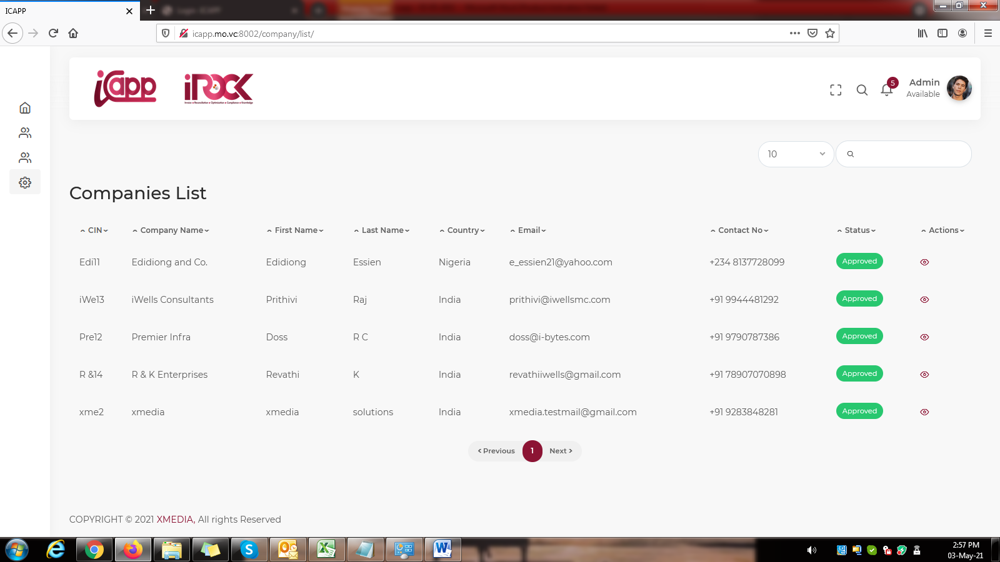 ICAPP
icapp.mo.vc:8002/company/list/
icapp
iROCK
Invoice • Reconciliation • Optimization • Compliance • Knowledge
5
Admin
Available
10
Companies List
CIN Company Name First Name Last Name Country Email Contact No Status Actions
Edi11 Edidiong and Co. Edidiong Essien Nigeria e_essien21@yahoo.com +234 8137728099 Approved
iWe13 iWells Consultants Prithivi Raj India prithivi@iwellsmc.com +91 9944481292 Approved
Pre12 Premier Infra Doss R C India doss@i-bytes.com +91 9790787386 Approved
R &14 R & K Enterprises Revathi K India revathiiwells@gmail.com +91 78907070898 Approved
xme2 xmedia xmedia solutions India xmedia.testmail@gmail.com +91 9283848281 Approved
Previous 1 Next
COPYRIGHT © 2021 XMEDIA, All rights Reserved
2:57 PM
03-May-21